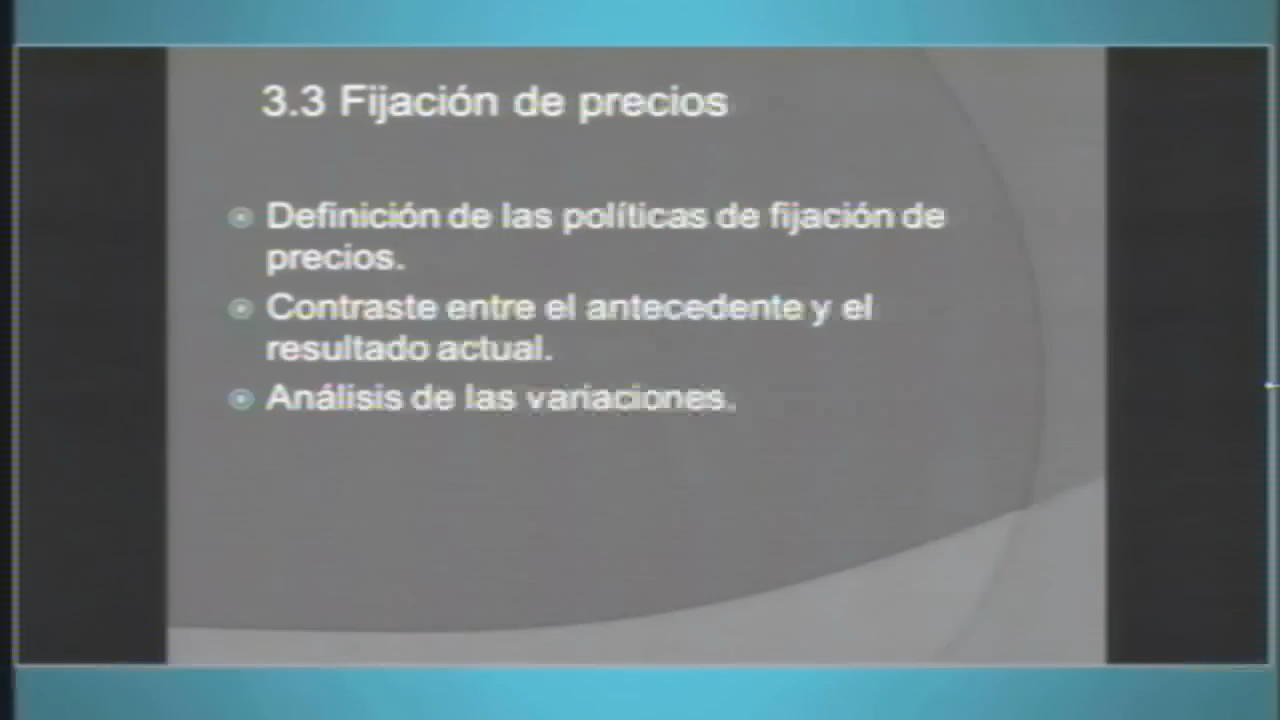 3.3 Fijación de precios
Definición de las políticas de fijación de
precios.
Contraste entre el antecedente y el
resultado actual.
Análisis de las variaciones.